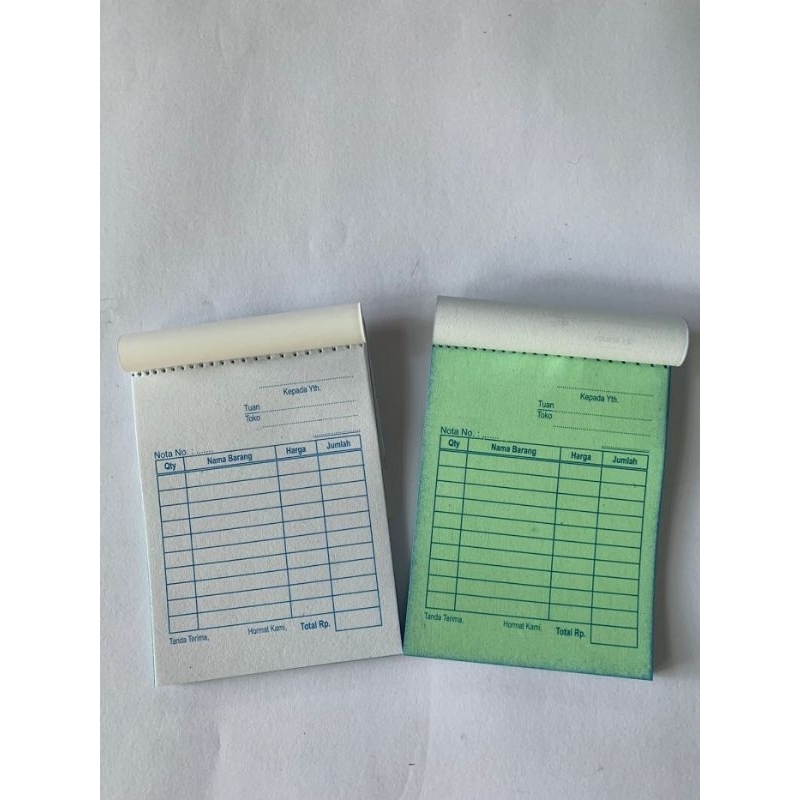 Kepada Yth.
Tuan
Toko
Nota No. :
Qty Nama Barang Harga Jumlah
Tanda Terima, Hormat Kami, Total Rp.
Kepada Yth.
Tuan
Toko
Nota No. :
Qty Nama Barang Harga Jumlah
Tanda Terima, Hormat Kami, Total Rp.